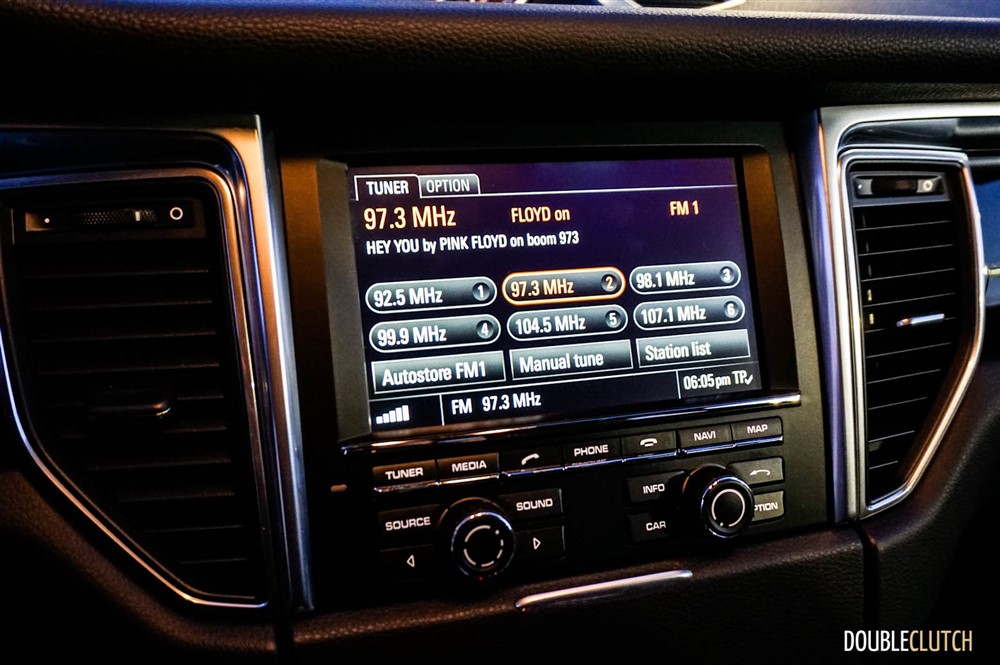 TUNER OPTION
97.3 MHz FLOYD on FM 1
HEY YOU by PINK FLOYD on boom 973
92.5 MHz 1 97.3 MHz 2 98.1 MHz 3
99.9 MHz 4 104.5 MHz 5 107.1 MHz 6
Autostore FM1 Manual tune Station list
FM 97.3 MHz 06:05 pm TP
TUNER MEDIA PHONE NAVI MAP
SOURCE SOUND INFO
CAR PTION
DOUBLECLUTCH